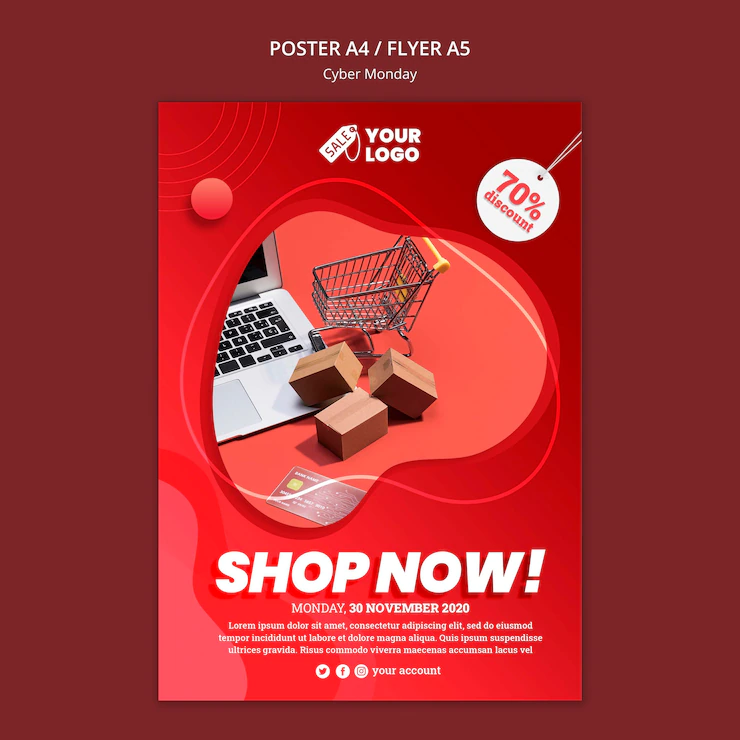 POSTER A4 / FLYER A5
Cyber Monday
SALE
YOUR
LOGO
70%
discount
SHOP NOW!
MONDAY, 30 NOVEMBER 2020
Lorem ipsum dolor sit amet, consectetur adipiscing elit, sed do eiusmod
tempor incididunt ut labore et dolore magna aliqua. Quis ipsum suspendisse
ultrices gravida. Risus commodo viverra maecenas accumsan lacus vel
your account